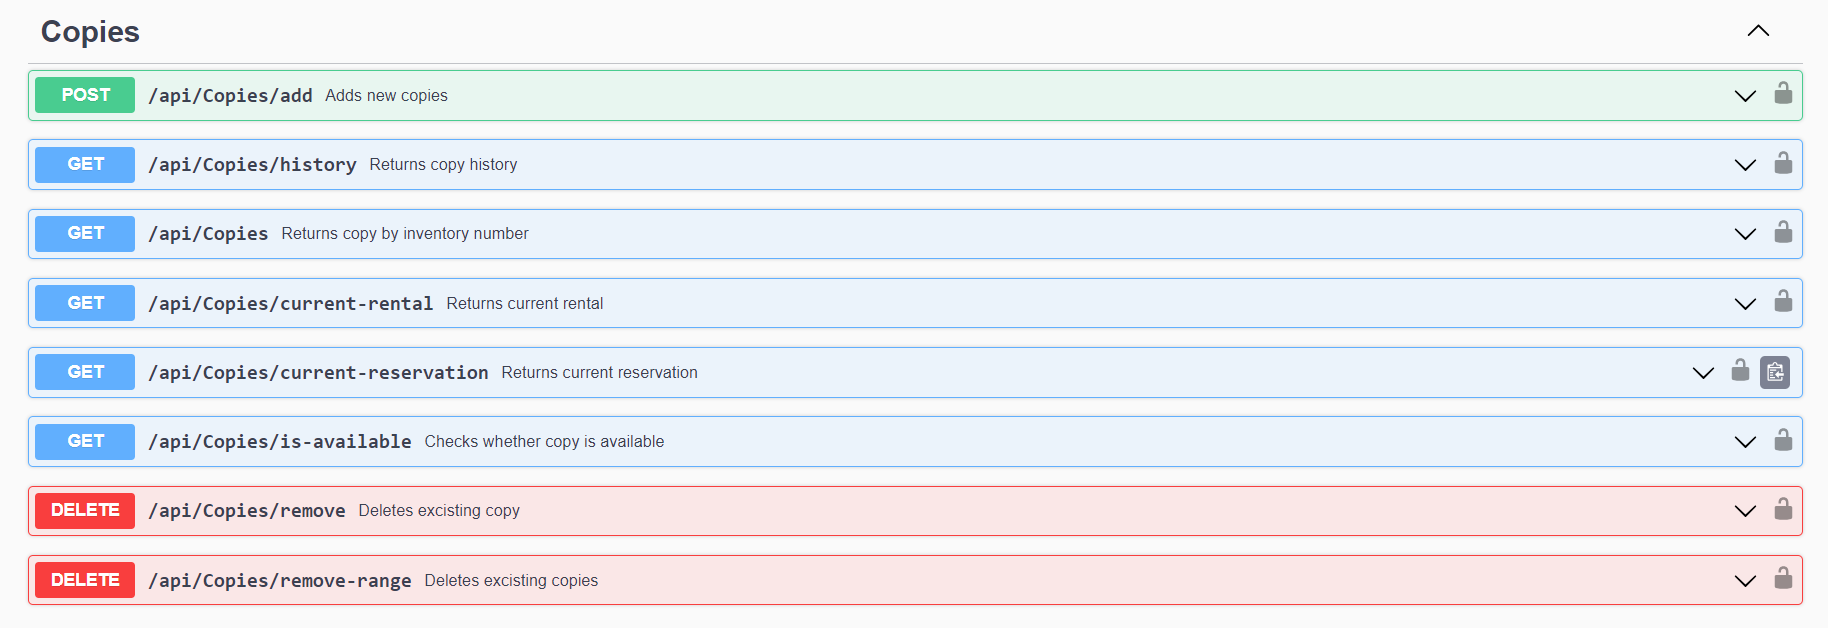 Copies
POST /api/Copies/add Adds new copies
GET /api/Copies/history Returns copy history
GET /api/Copies Returns copy by inventory number
GET /api/Copies/current-rental Returns current rental
GET /api/Copies/current-reservation Returns current reservation
GET /api/Copies/is-available Checks whether copy is available
DELETE /api/Copies/remove Deletes excisting copy
DELETE /api/Copies/remove-range Deletes excisting copies